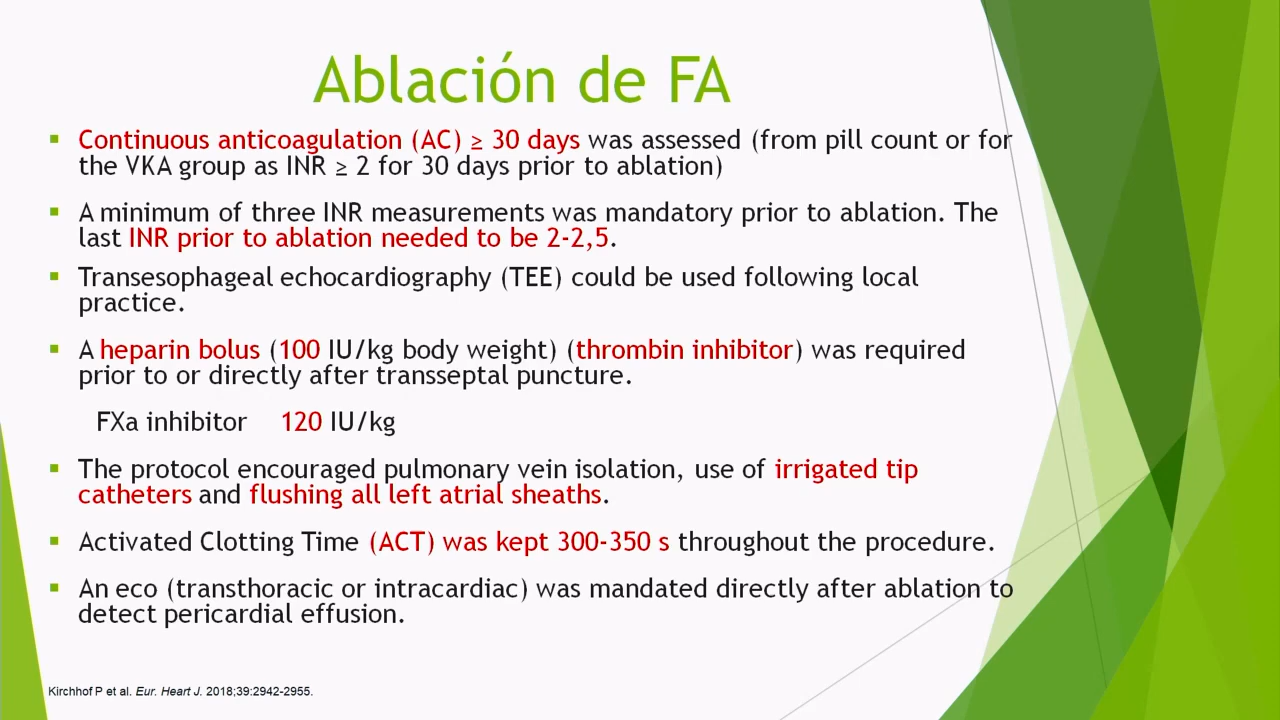 Ablación de FA
Continuous anticoagulation (AC) ≥ 30 days was assessed (from pill count or for
the VKA group as INR ≥ 2 for 30 days prior to ablation)
A minimum of three INR measurements was mandatory prior to ablation. The
last INR prior to ablation needed to be 2-2,5.
Transesophageal echocardiography (TEE) could be used following local
practice.
A heparin bolus (100 IU/kg body weight) (thrombin inhibitor) was required
prior to or directly after transseptal puncture.
FXa inhibitor 120 IU/kg
The protocol encouraged pulmonary vein isolation, use of irrigated tip
catheters and flushing all left atrial sheaths.
Activated Clotting Time (ACT) was kept 300-350 s throughout the procedure.
An eco (transthoracic or intracardiac) was mandated directly after ablation to
detect pericardial effusion.
Kirchhof P et al. Eur. Heart J. 2018;39:2942-2955.